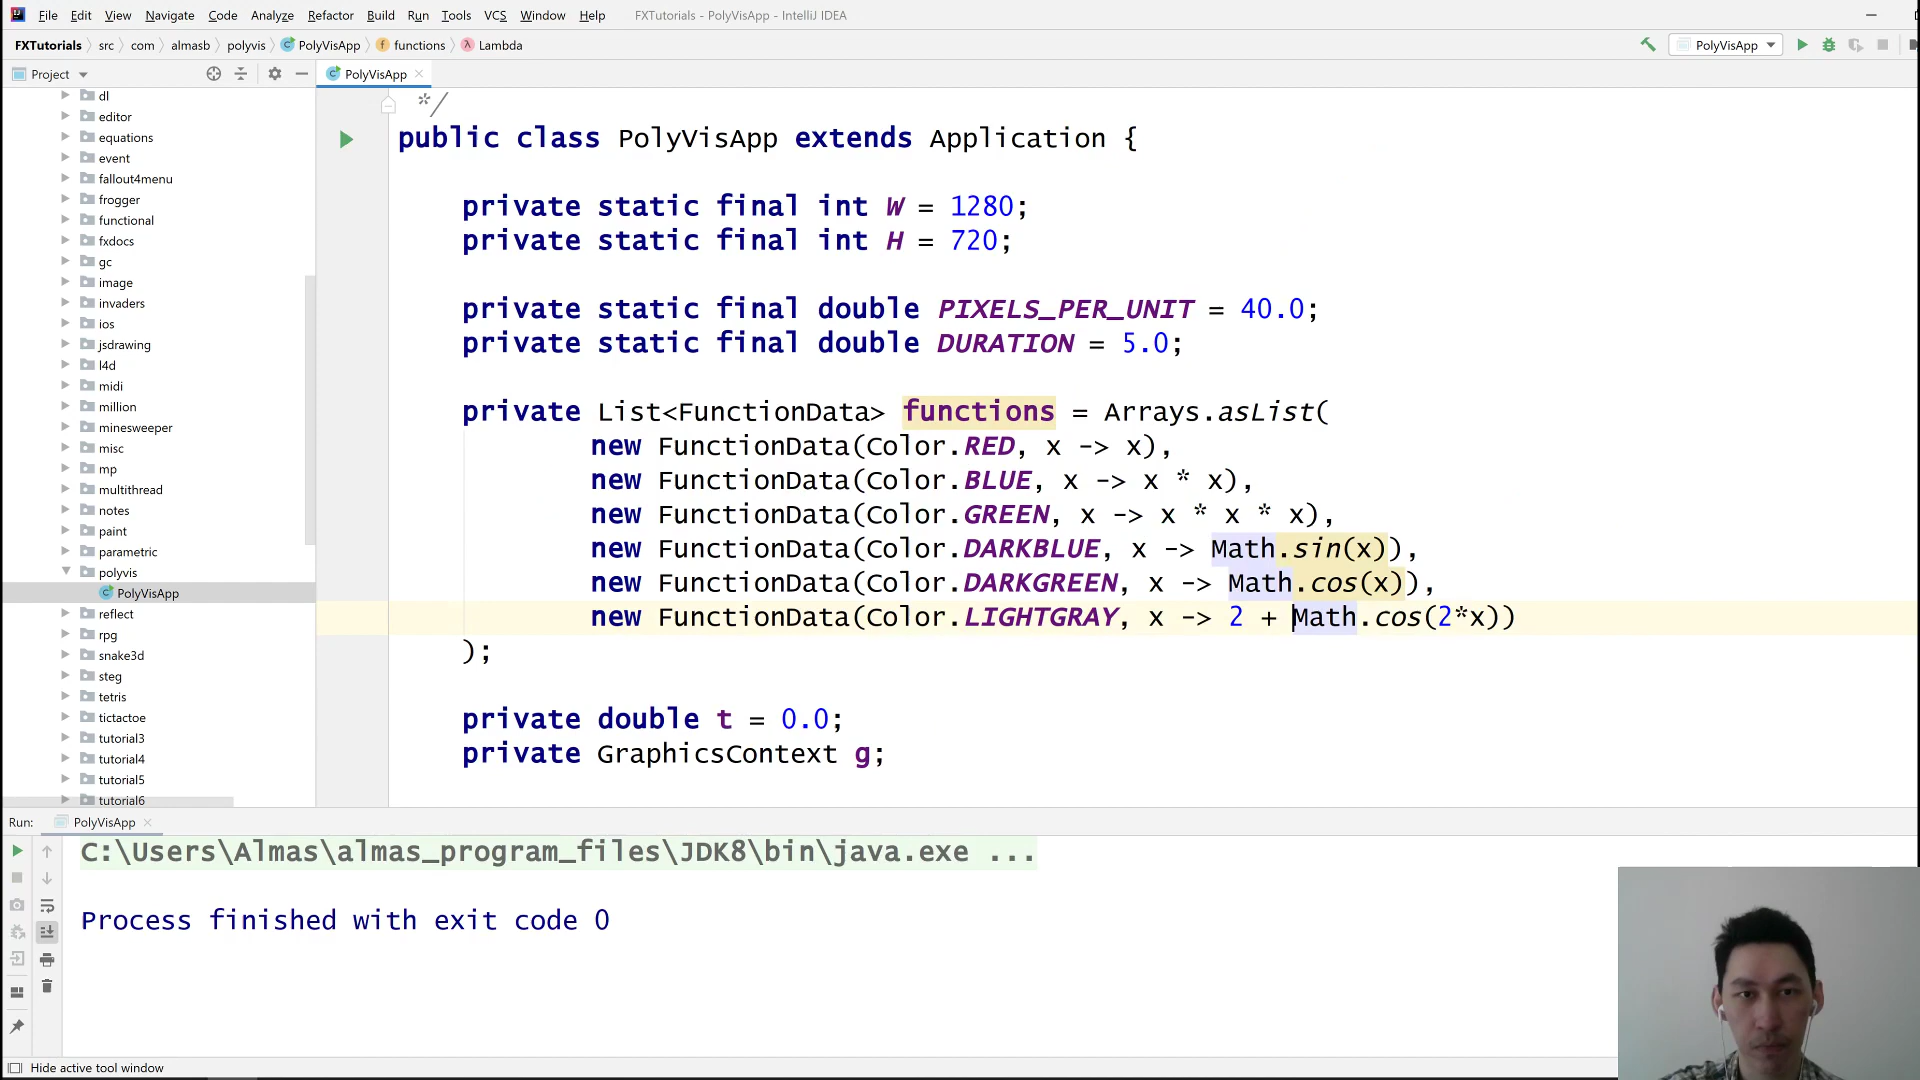 File Edit View Navigate Code Analyze Refactor Build Run Tools VCS Window Help FXTutorials - PolyVisApp - IntelliJ IDEA
FXTutorials src com almasb polyvis PolyVisApp functions Lambda PolyVisApp
Project PolyVisApp
dl
editor
equations
event
fallout4menu
frogger
functional
fxdocs
gc
image
invaders
ios
jsdrawing
l4d
midi
million
minesweeper
misc
mp
multithread
notes
paint
parametric
polyvis
PolyVisApp
reflect
rpg
snake3d
steg
tetris
tictactoe
tutorial3
tutorial4
tutorial5
tutorial6
*/
public class PolyVisApp extends Application {
private static final int W = 1280;
private static final int H = 720;
private static final double PIXELS_PER_UNIT = 40.0;
private static final double DURATION = 5.0;
private List<FunctionData> functions = Arrays.asList(
new FunctionData(Color.RED, x -> x),
new FunctionData(Color.BLUE, x -> x * x),
new FunctionData(Color.GREEN, x -> x * x * x),
new FunctionData(Color.DARKBLUE, x -> Math.sin(x)),
new FunctionData(Color.DARKGREEN, x -> Math.cos(x)),
new FunctionData(Color.LIGHTGRAY, x -> 2 + Math.cos(2*x))
);
private double t = 0.0;
private GraphicsContext g;
Run: PolyVisApp
C:\Users\Almas\almas_program_files\JDK8\bin\java.exe ...
Process finished with exit code 0
Hide active tool window